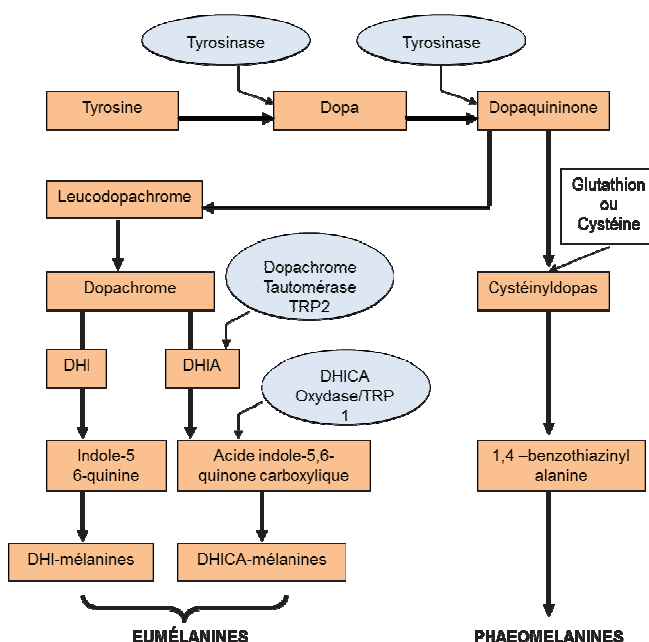 Tyrosinase
Tyrosinase
Tyrosine
Dopa
Dopaquininone
Glutathion
ou
Cystéine
Leucodopachrome
Dopachrome
Tautomérase
TRP2
Dopachrome
Cystéinyldopas
DHI
DHIA
DHICA
Oxydase/TRP
1
Indole-5
6-quinine
Acide indole-5,6-
quinone carboxylique
1,4 –benzothiazinyl
alanine
DHI-mélanines
DHICA-mélanines
EUMÉLANINES
PHAEOMELANINES